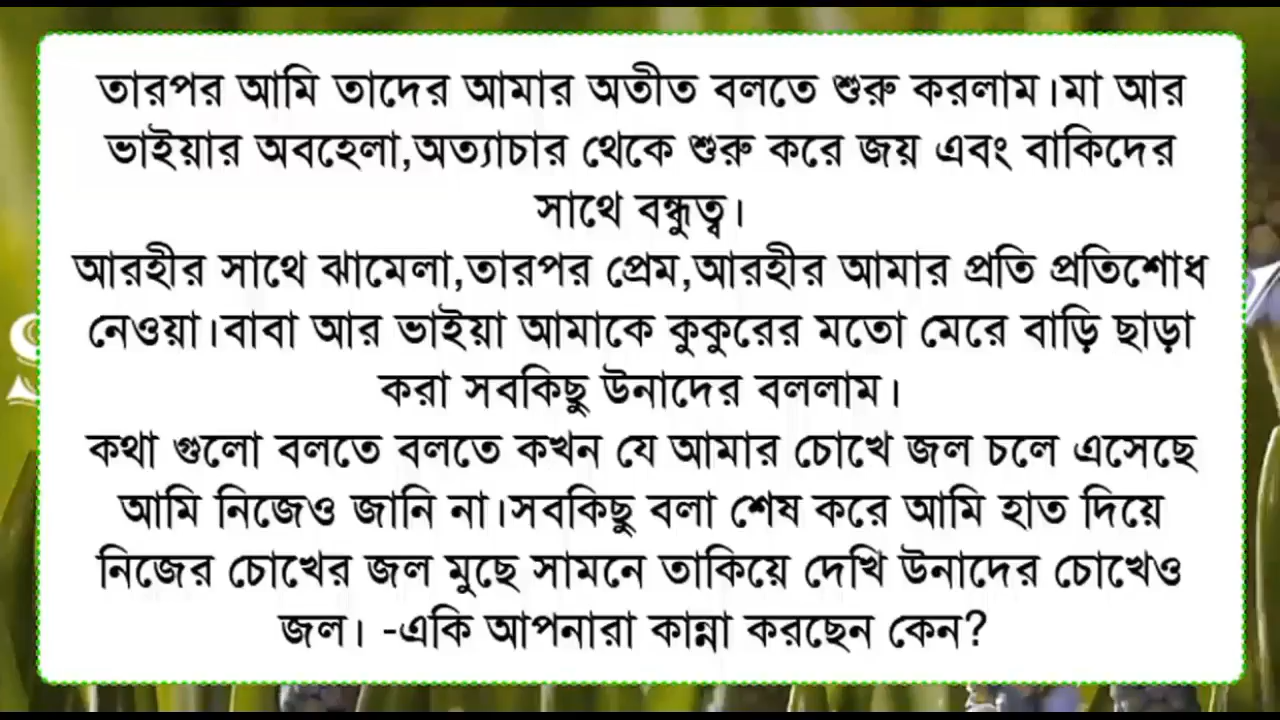 তারপর আমি তাদের আমার অতীত বলতে শুরু করলাম।মা আর
ভাইয়ার অবহেলা,অত্যাচার থেকে শুরু করে জয় এবং বাকিদের
সাথে বন্ধুত্ব।
আরহীর সাথে ঝামেলা,তারপর প্রেম,আরহীর আমার প্রতি প্রতিশোধ
নেওয়া।বাবা আর ভাইয়া আমাকে কুকুরের মতো মেরে বাড়ি ছাড়া
করা সবকিছু উনাদের বললাম।
কথা গুলো বলতে বলতে কখন যে আমার চোখে জল চলে এসেছে
আমি নিজেও জানি না।সবকিছু বলা শেষ করে আমি হাত দিয়ে
নিজের চোখের জল মুছে সামনে তাকিয়ে দেখি উনাদের চোখেও
জল। -একি আপনারা কান্না করছেন কেন?